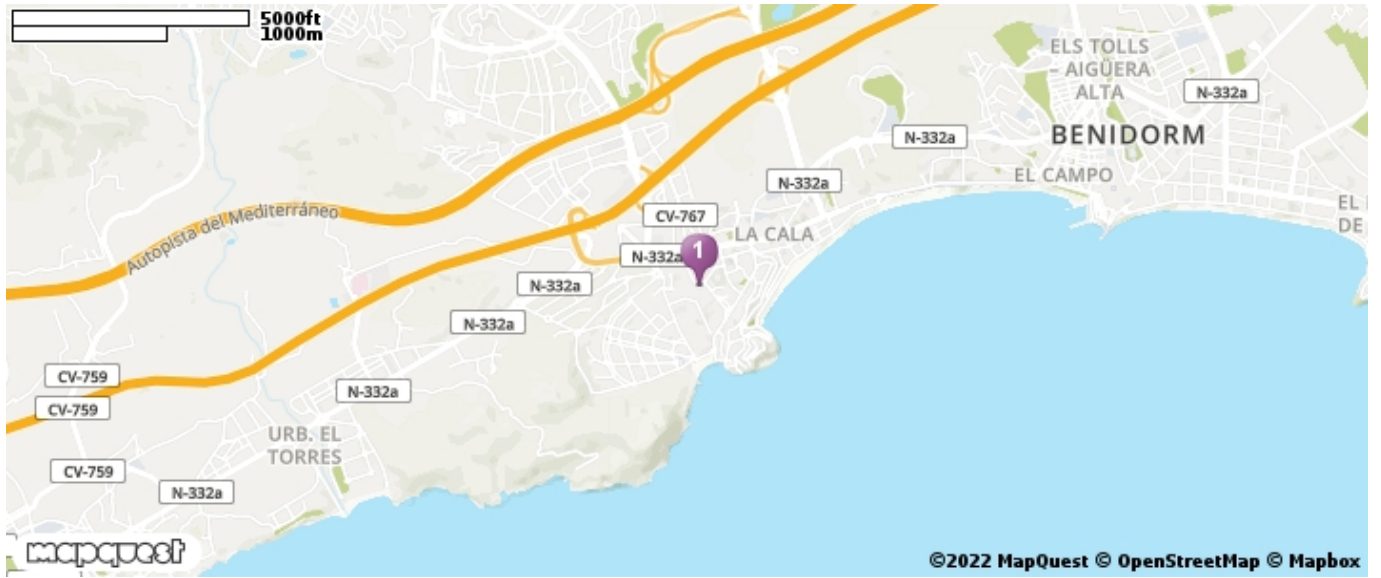 5000ft
1000m
ELS TOLLS
– AIGÜERA
ALTA
N-332a
BENIDORM
N-332a
EL CAMPO
N-332a
EL
DE
CV-767
LA CALA
Autopista del Mediterráneo
N-332a
1
N-332a
N-332a
CV-759
N-332a
CV-759
URB. EL
TORRES
CV-759
N-332a
mapquest
©2022 MapQuest © OpenStreetMap © Mapbox